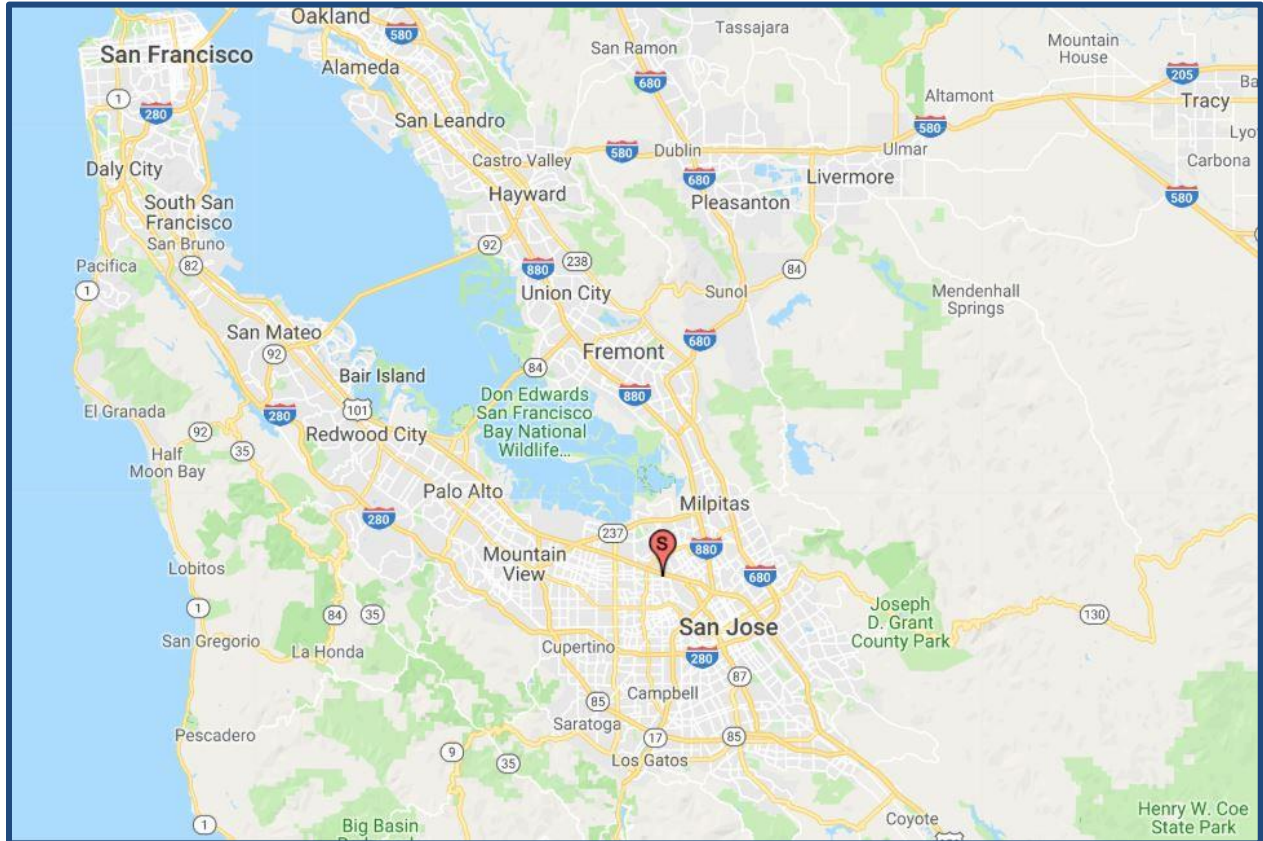 Oakland
580
San Francisco
Alameda
1
280
San Leandro
Daly City
Castro Valley
Hayward
South San
Francisco
San Bruno
82
Pacifica
1
92
880
238
Union City
San Ramon
680
Tassajara
580
Dublin
680
Pleasanton
Livermore
Ulmar
Altamont
580
Mountain
House
205
Tracy
Carbona
580
84
Sunol
Mendenhall
Springs
San Mateo
92
Bair Island
101
Redwood City
280
84
Fremont
680
880
Don Edwards
San Francisco
Bay National
Wildlife...
El Granada
92
35
Half
Moon Bay
Palo Alto
280
Milpitas
237
S
880
680
Mountain
View
San Jose
280
Lobitos
1
84
35
San Gregorio
La Honda
Cupertino
Joseph
D. Grant
County Park
130
85
Campbell
87
Saratoga
17
85
Los Gatos
Pescadero
9
35
1
Big Basin
Coyote
Henry W. Coe
State Park